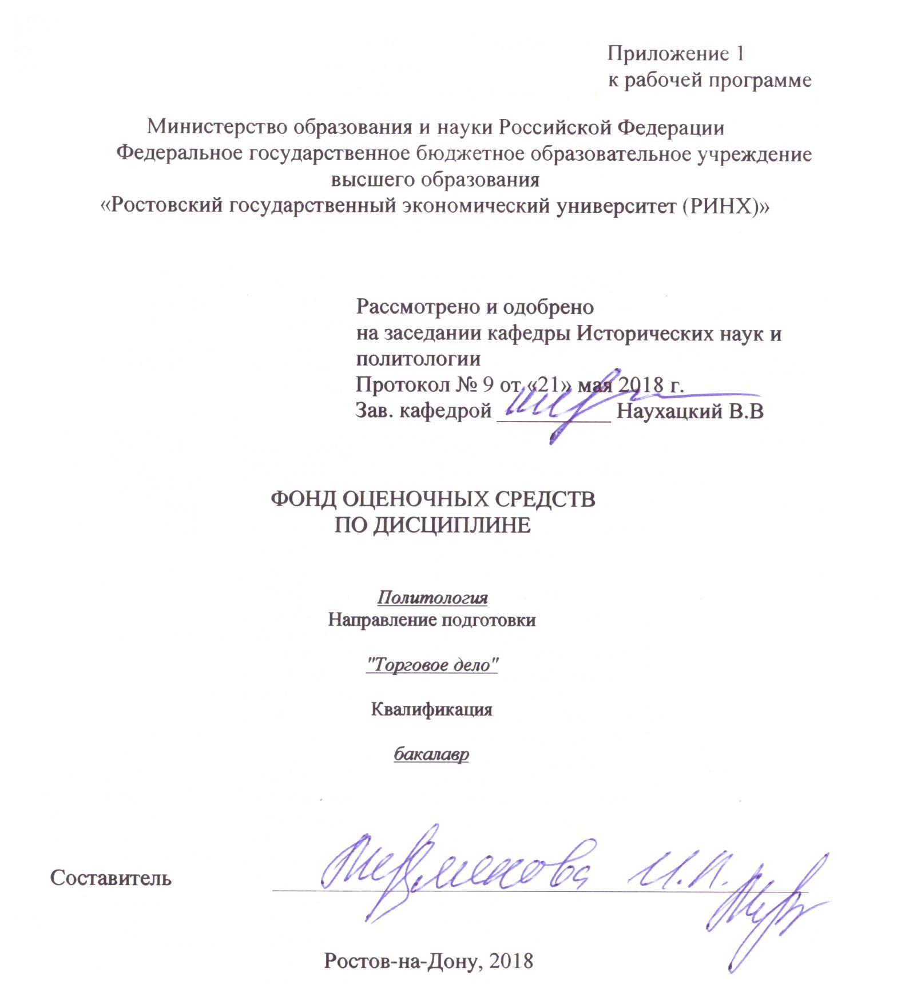 Приложение 1
к рабочей программе
Министерство образования и науки Российской Федерации
Федеральное государственное бюджетное образовательное учреждение
высшего образования
«Ростовский государственный экономический университет (РИНХ)»
Рассмотрено и одобрено
на заседании кафедры Исторических наук и
политологии
Протокол № 9 от «21» мая 2018 г.
Зав. кафедрой __________ Наухацкий В.В
ФОНД ОЦЕНОЧНЫХ СРЕДСТВ
ПО ДИСЦИПЛИНЕ
Политология
Направление подготовки
"Торговое дело"
Квалификация
бакалавр
Составитель И.П.
Ростов-на-Дону, 2018